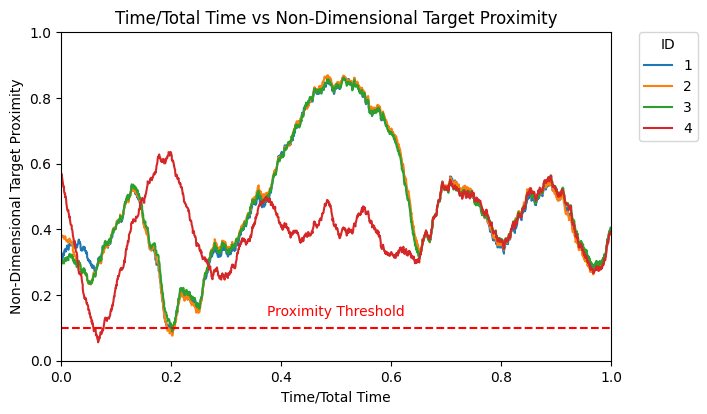 Time/Total Time vs Non-Dimensional Target Proximity
Non-Dimensional Target Proximity
1.0
0.8
0.6
0.4
0.2
0.0
Proximity Threshold
0.0 0.2 0.4 0.6 0.8 1.0
Time/Total Time
ID
1
2
3
4